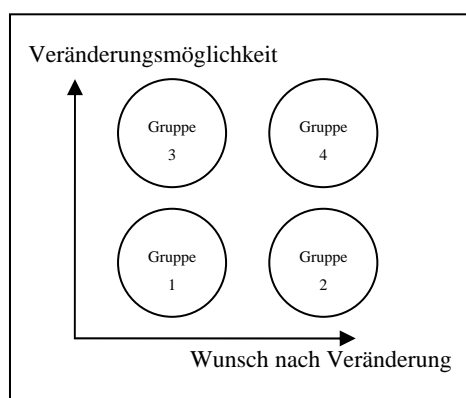 Veränderungsmöglichkeit
Gruppe
3
Gruppe
4
Gruppe
1
Gruppe
2
Wunsch nach Veränderung